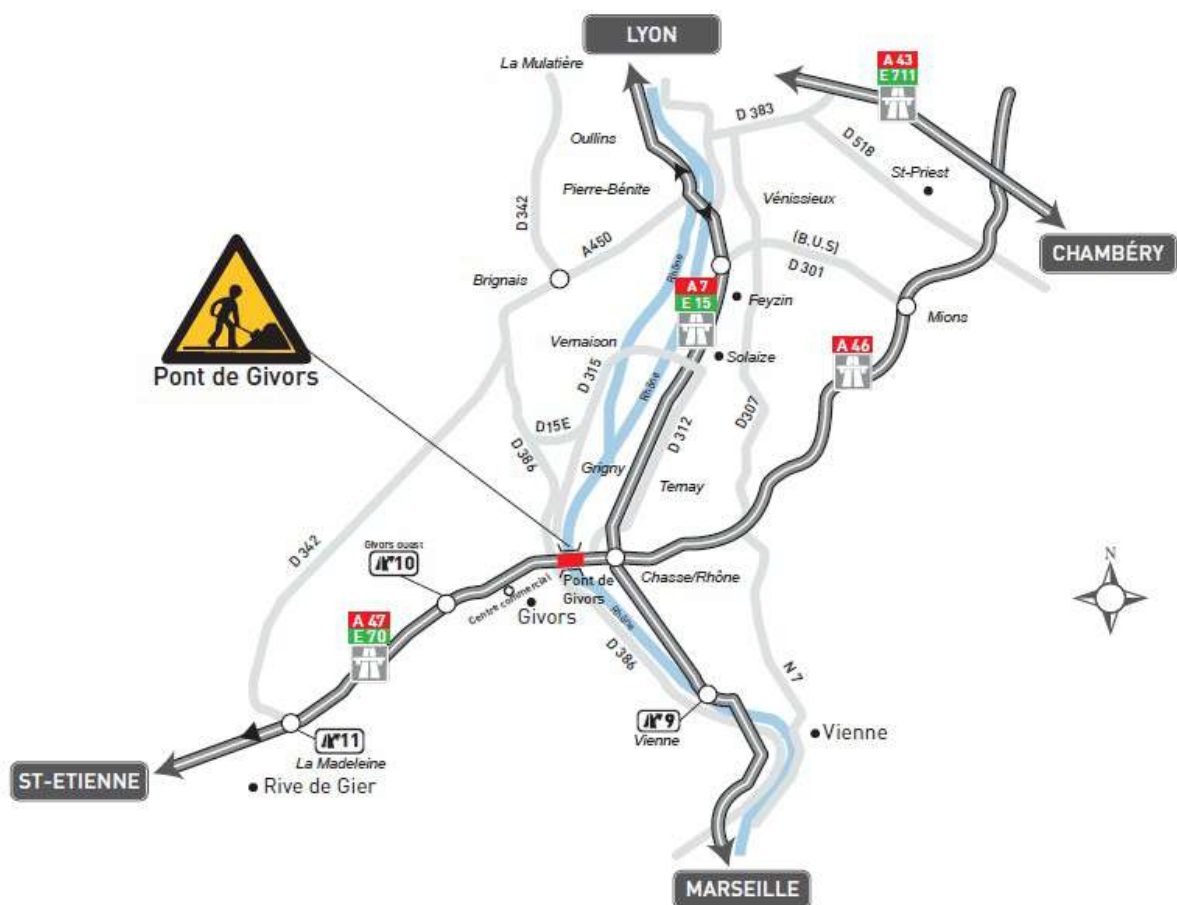 LYON
La Mulatière
A 43
E 711
D 383
D 518
Oullins
St-Priest
Pierre-Bénite
Vénissieux
D 342
A450
(B.U.S)
D 301
CHAMBÉRY
Brignais
Rhône
A 7
E 15
Feyzin
Mions
Vernaison
Solaize
A 46
D 315
Rhône
Pont de Givors
D307
D 312
D15E
D 386
Grigny
Ternay
D 342
Givors ouest
10
Centre commercial
Pont de
Givors
Chasse/Rhône
N
Givors
Rhône
A 47
E 70
D 386
N 7
9
Vienne
Vienne
11
La Madeleine
ST-ETIENNE
Rive de Gier
MARSEILLE